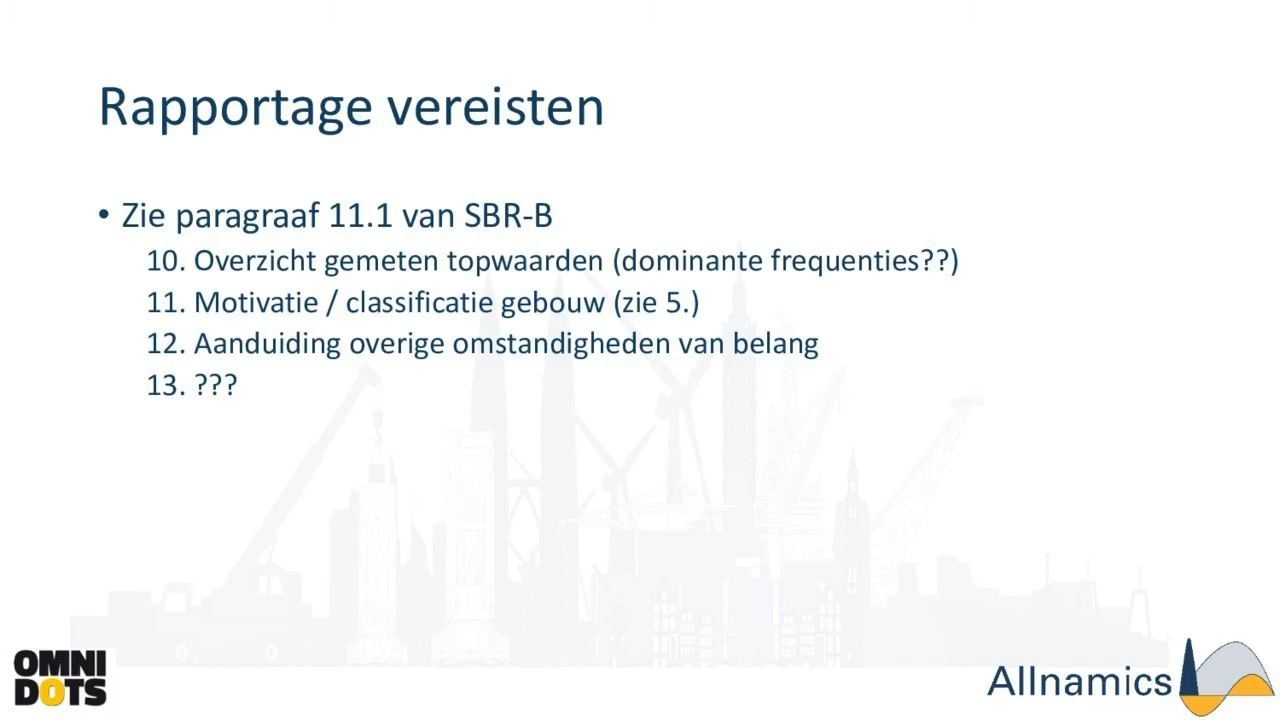 Rapportage vereisten
• Zie paragraaf 11.1 van SBR-B
10. Overzicht gemeten topwaarden (dominante frequenties??)
11. Motivatie / classificatie gebouw (zie 5.)
12. Aanduiding overige omstandigheden van belang
13. ???
OMNI
DOTS
Allnamics